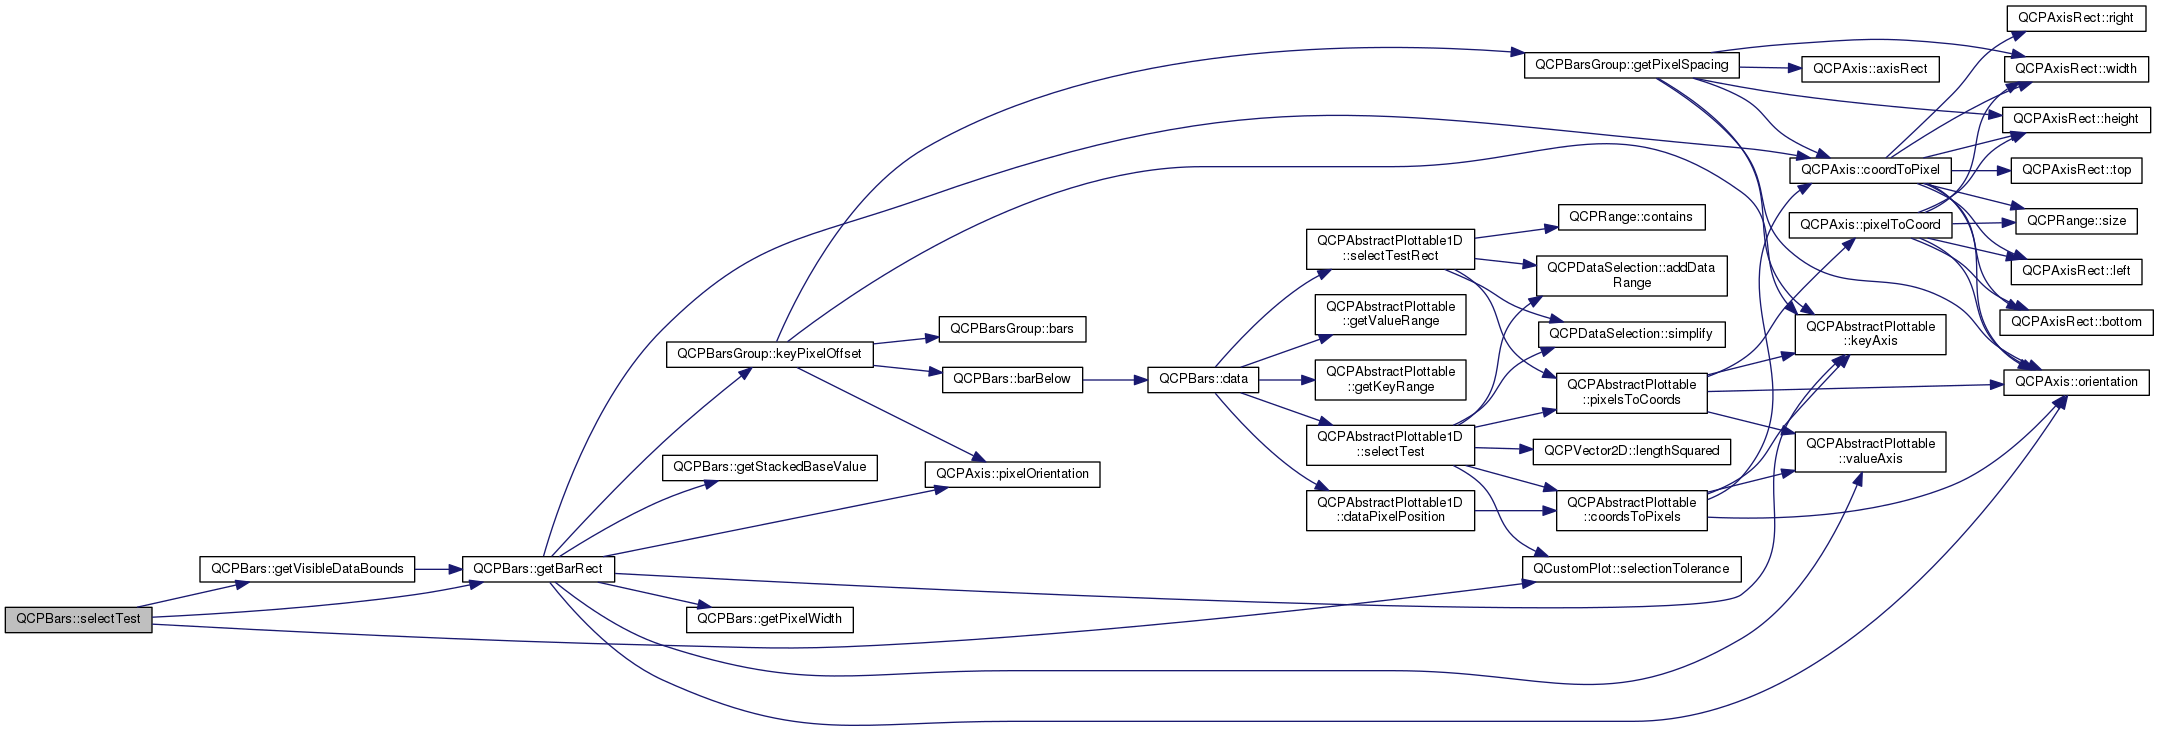 QCPBars::selectTest
QCPBars::getVisibleDataBounds
QCPBars::getBarRect
QCPBarsGroup::keyPixelOffset
QCPBars::getStackedBaseValue
QCPBars::getPixelWidth
QCPBarsGroup::bars
QCPBars::barBelow
QCPAxis::pixelOrientation
QCPBars::data
QCPAbstractPlottable1D
::selectTestRect
QCPAbstractPlottable
::getValueRange
QCPAbstractPlottable
::getKeyRange
QCPAbstractPlottable1D
::selectTest
QCPAbstractPlottable1D
::dataPixelPosition
QCPBarsGroup::getPixelSpacing
QCPRange::contains
QCPDataSelection::addData
Range
QCPDataSelection::simplify
QCPAbstractPlottable
::pixelsToCoords
QCPVector2D::lengthSquared
QCPAbstractPlottable
::coordsToPixels
QCustomPlot::selectionTolerance
QCPAxis::axisRect
QCPAxis::coordToPixel
QCPAxis::pixelToCoord
QCPAbstractPlottable
::keyAxis
QCPAbstractPlottable
::valueAxis
QCPAxisRect::right
QCPAxisRect::width
QCPAxisRect::height
QCPAxisRect::top
QCPRange::size
QCPAxisRect::left
QCPAxisRect::bottom
QCPAxis::orientation